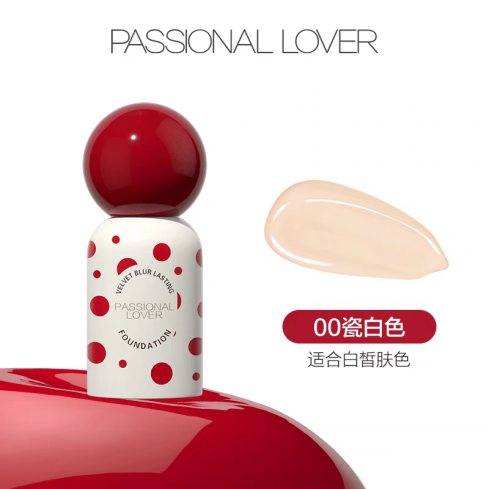 PASSIONAL LOVER
VELVET BLUR LASTING
PASSIONAL
LOVER
FOUNDATION
00瓷白色
适合白皙肤色